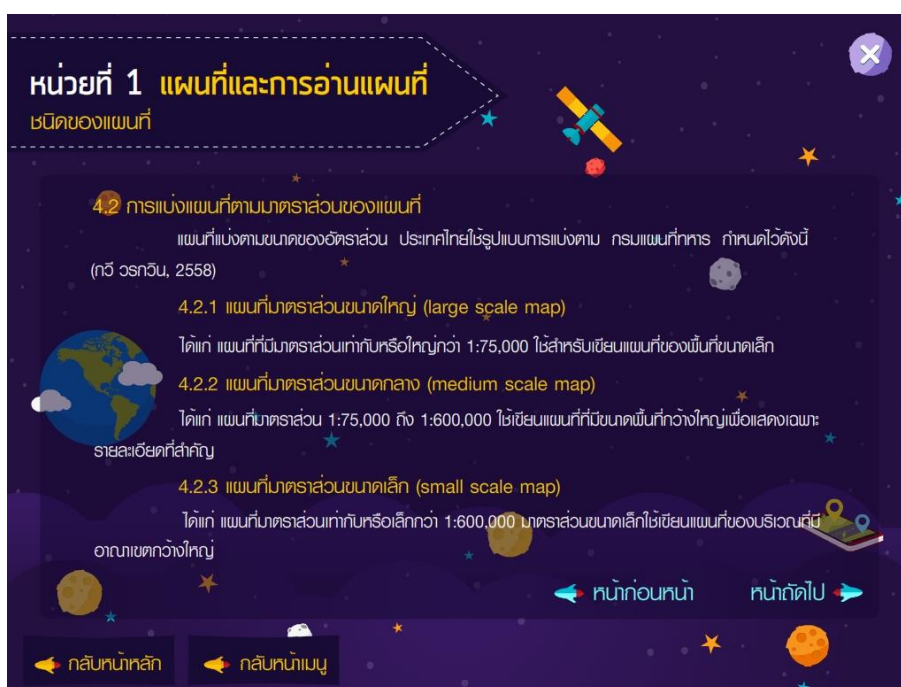 หน่วยที่ 1 แผนที่และการอ่านแผนที่
ชนิดของแผนที่
4.2 การแบ่งแผนที่ตามมาตราส่วนของแผนที่
แผนที่แบ่งตามขนาดของอัตราส่วน ประเทศไทยใช้รูปแบบการแบ่งตาม กรมแผนที่ทหาร กำหนดไว้ดังนี้
(ทวี วรกวิน, 2558)
4.2.1 แผนที่มาตราส่วนขนาดใหญ่ (large scale map)
ได้แก่ แผนที่ที่มีมาตราส่วนเท่ากับหรือใหญ่กว่า 1:75,000 ใช้สำหรับเขียนแผนที่ของพื้นที่ขนาดเล็ก
4.2.2 แผนที่มาตราส่วนขนาดกลาง (medium scale map)
ได้แก่ แผนที่มาตราส่วน 1:75,000 ถึง 1:600,000 ใช้เขียนแผนที่ที่มีขนาดพื้นที่กว้างใหญ่เพื่อแสดงเฉพาะ
รายละเอียดที่สำคัญ
4.2.3 แผนที่มาตราส่วนขนาดเล็ก (small scale map)
ได้แก่ แผนที่มาตราส่วนเท่ากับหรือเล็กกว่า 1:600,000 มาตราส่วนขนาดเล็กใช้เขียนแผนที่ของบริเวณที่มี
อาณาเขตกว้างใหญ่
หน้าก่อนหน้า หน้าถัดไป
กลับหน้าหลัก กลับหน้าเมนู